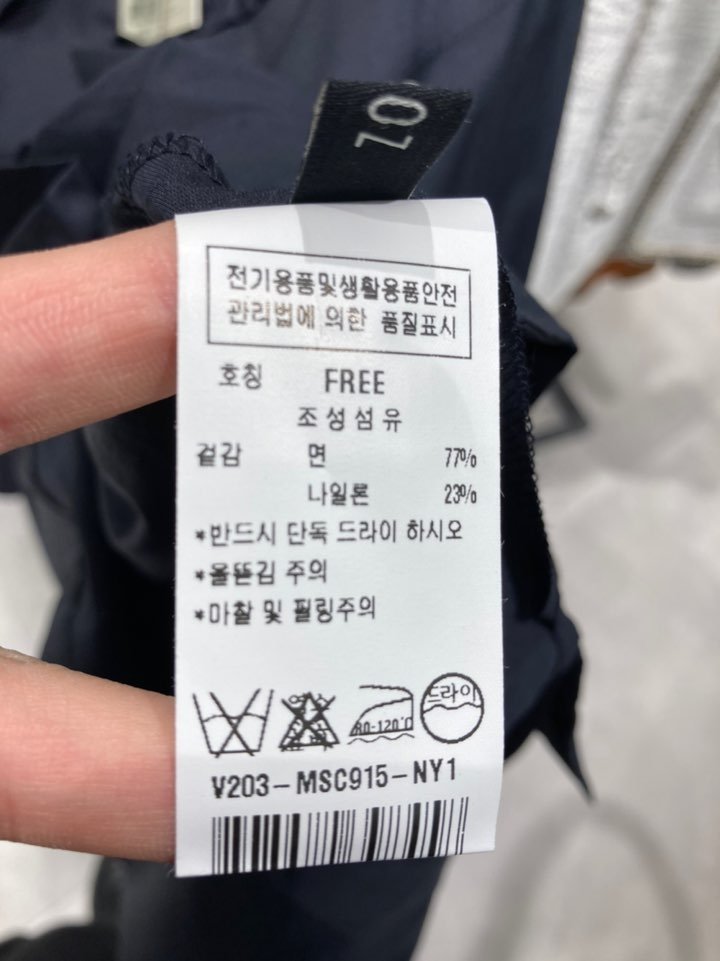 ZO
전기용품및생활용품안전
관리법에 의한 품질표시
호칭 FREE
조성섬유
겉감 면 77%
나일론 23%
*반드시 단독 드라이 하시오
*올뜯김 주의
*마찰 및 필링주의
80-120℃ 드라이
V203-MSC915-NY1